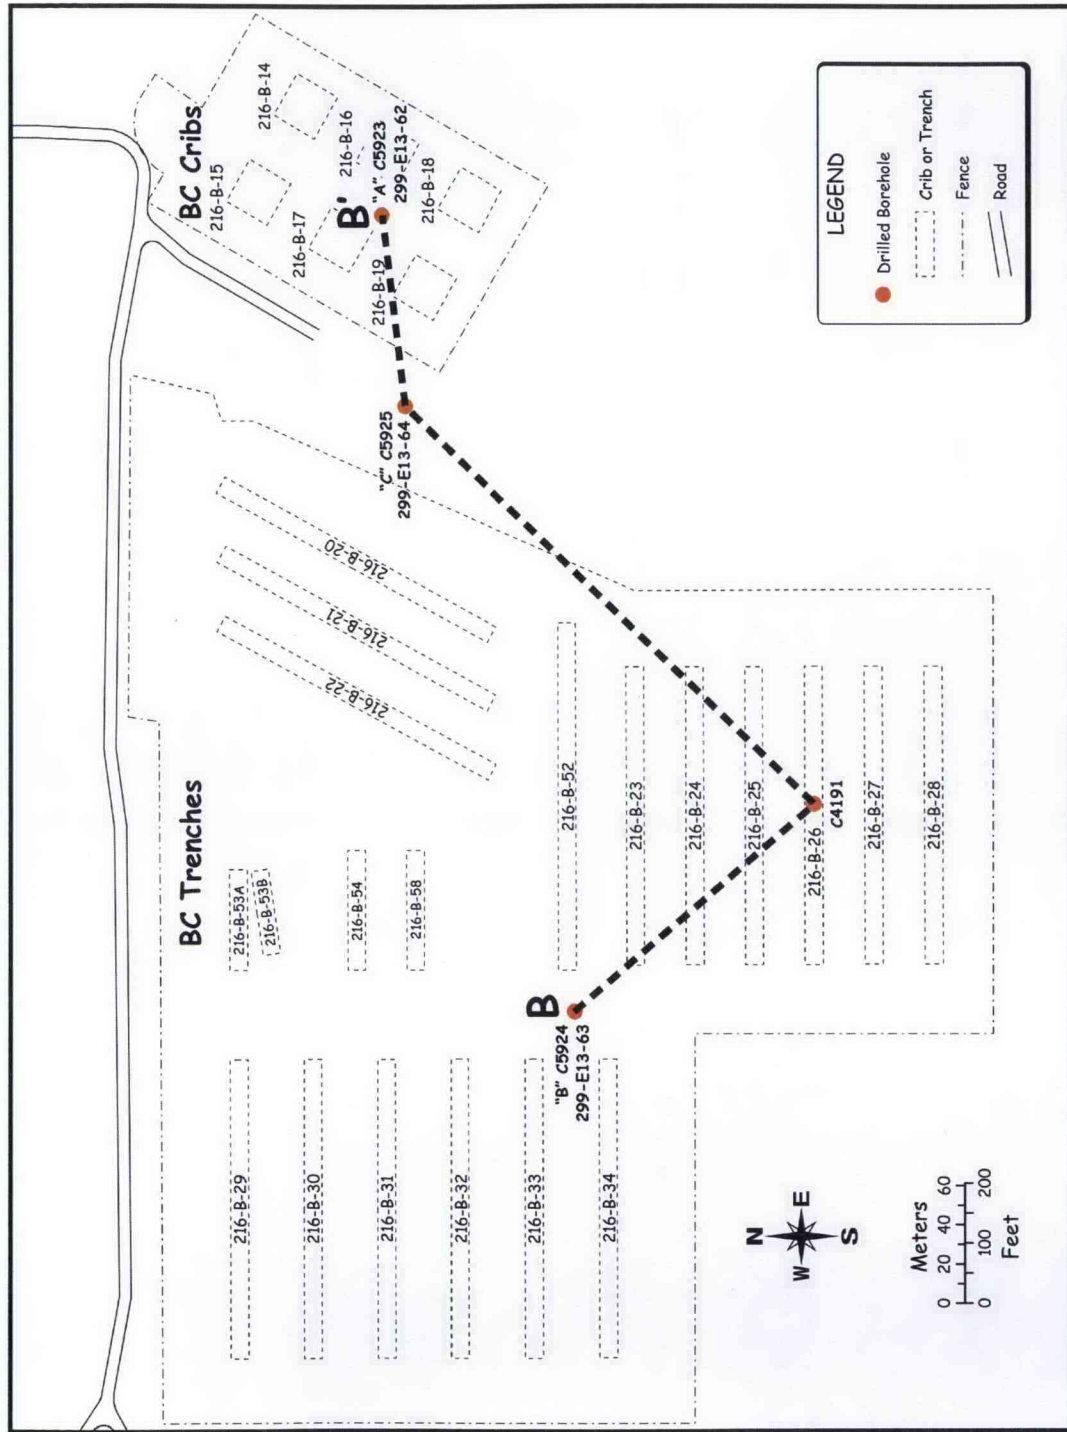 BC Cribs
216-B-14
216-B-15
216-B-16
216-B-17
B'
"A" C5923
299-E13-62
216-B-18
216-B-19
"C" C5925
299-E13-64
BC Trenches
216-B-20
216-B-21
216-B-22
216-B-53A
216-B-53B
216-B-54
216-B-58
216-B-52
216-B-23
216-B-24
216-B-25
216-B-26
C4191
216-B-27
216-B-28
B
"B" C5924
299-E13-63
216-B-29
216-B-30
216-B-31
216-B-32
216-B-33
216-B-34
N
W
E
S
Meters
0 20 40 60
0 100 200
Feet
LEGEND
Drilled Borehole
Crib or Trench
Fence
Road